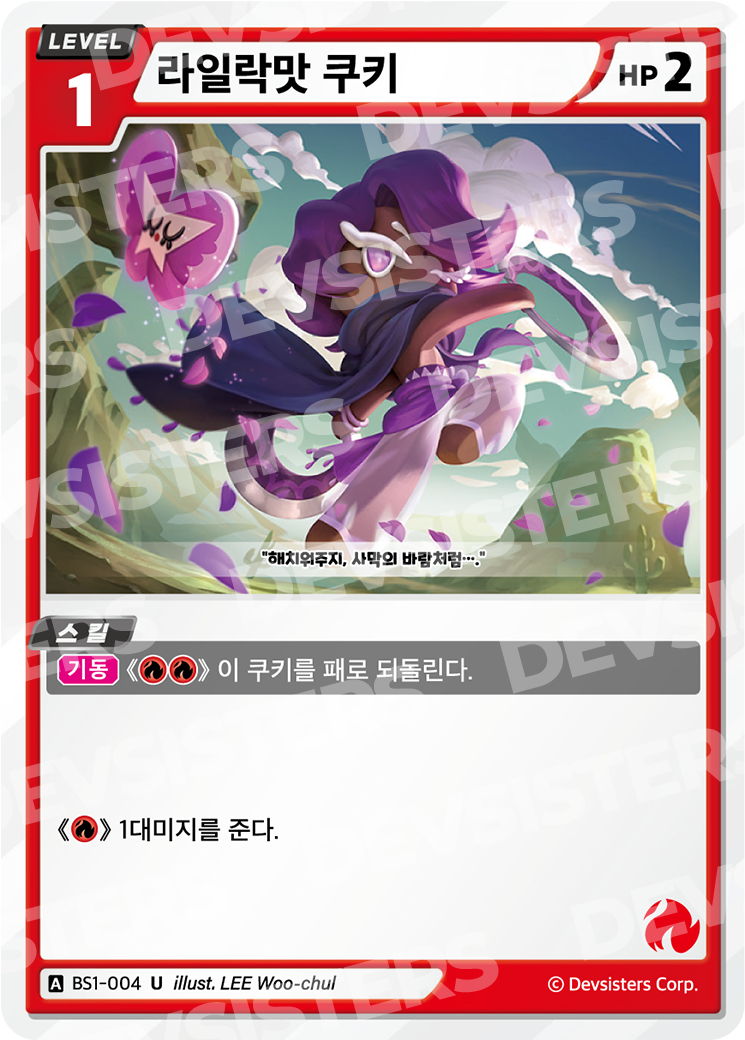 LEVEL
1
라일락맛 쿠키
HP 2
"해치워주지, 사막의 바람처럼…."
스킬
기동 《》 이 쿠키를 패로 되돌린다.
《》 1대미지를 준다.
A BS1-004 U illust. LEE Woo-chul
© Devsisters Corp.
DEVSISTERS